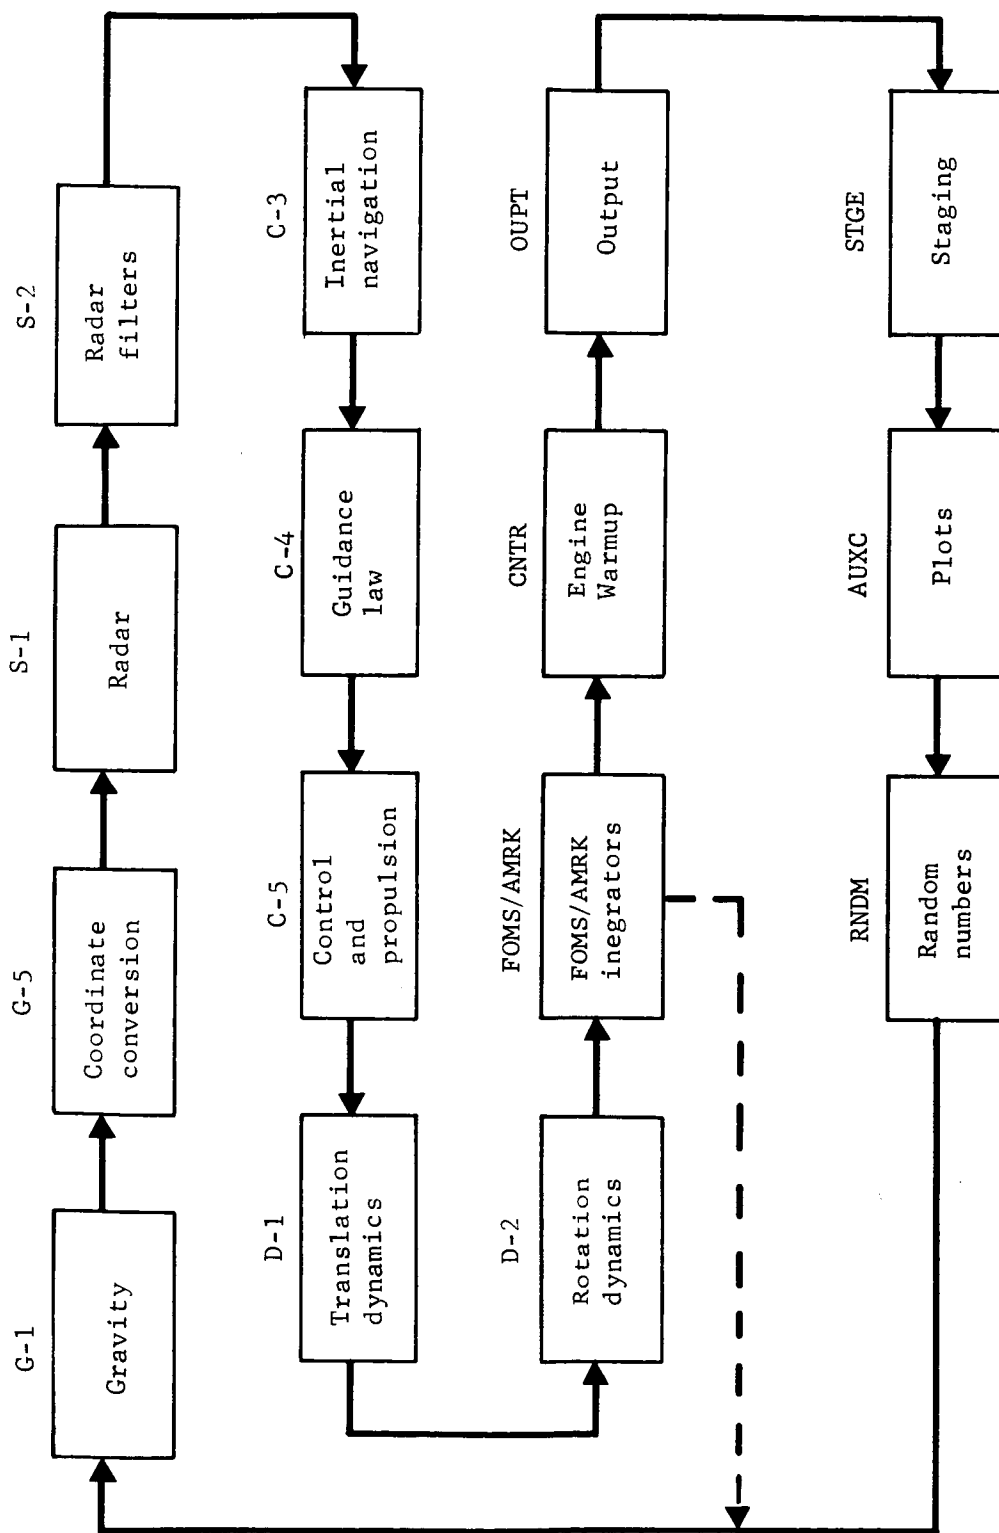 G-1
Gravity
G-5
Coordinate
conversion
S-1
Radar
S-2
Radar
filters
C-3
Inertial
navigation
C-4
Guidance
law
C-5
Control
and
propulsion
D-1
Translation
dynamics
D-2
Rotation
dynamics
FOMS/AMRK
FOMS/AMRK
inegrators
CNTR
Engine
Warmup
OUPT
Output
STGE
Staging
AUXC
Plots
RNDM
Random
numbers